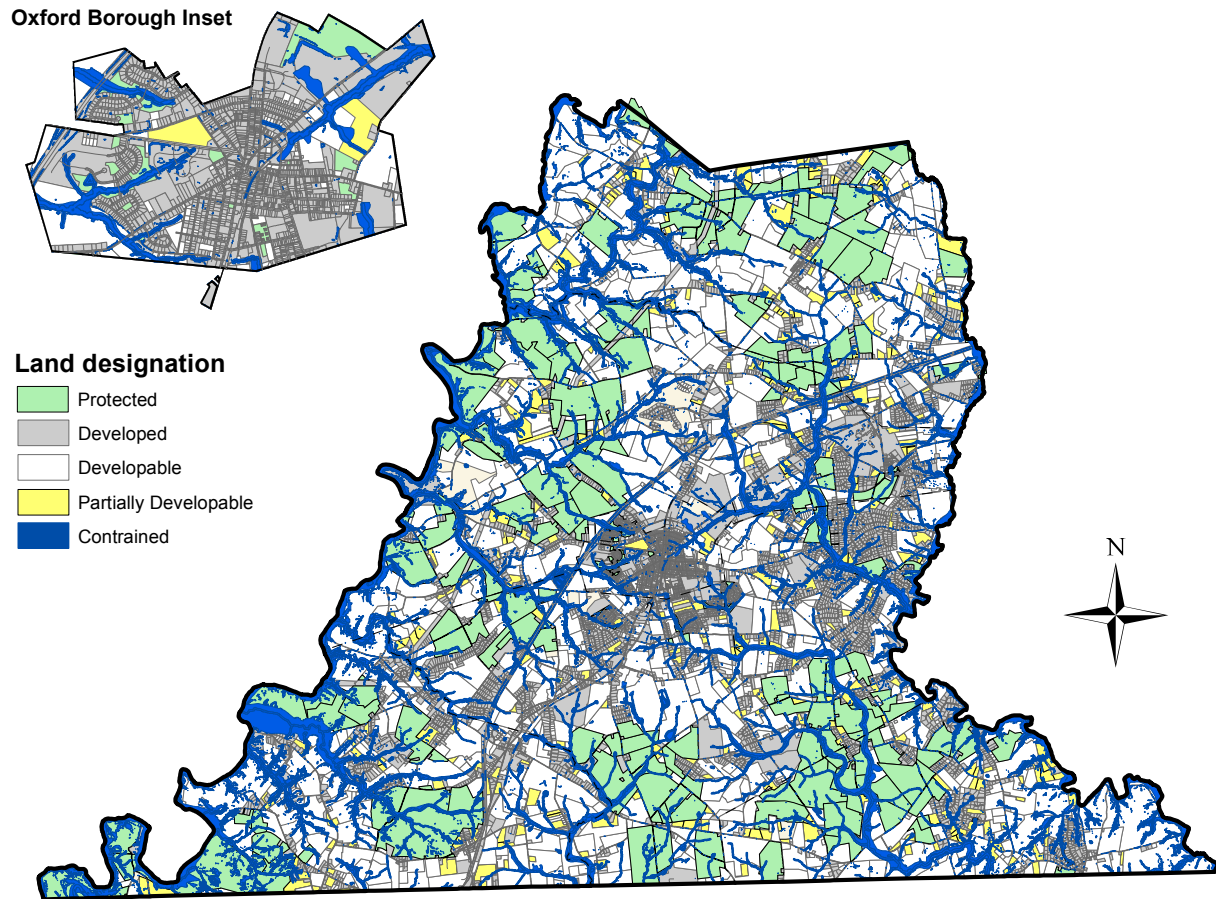 Oxford Borough Inset
Land designation
Protected
Developed
Developable
Partially Developable
Contrained
N